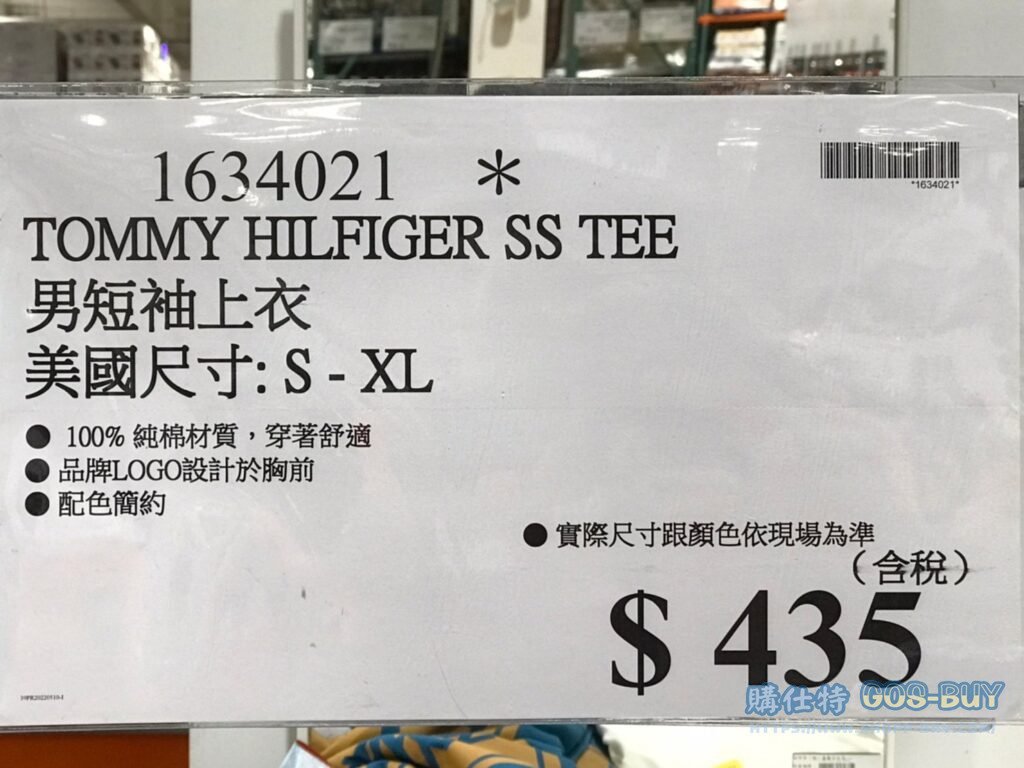 1634021 *
*1634021*
TOMMY HILFIGER SS TEE
男短袖上衣
美國尺寸: S - XL
● 100% 純棉材質，穿著舒適
● 品牌LOGO設計於胸前
● 配色簡約
● 實際尺寸跟顏色依現場為準
（含稅）
$ 435
購仕特 GOS-BUY